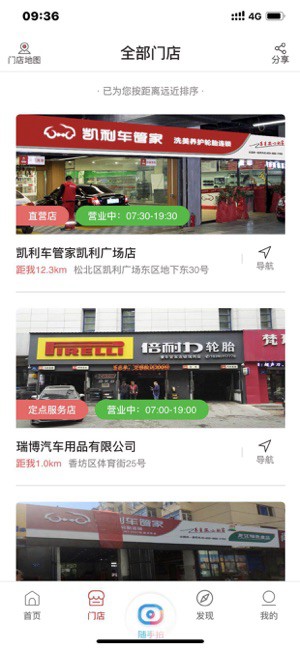 09:36
4G
门店地图
全部门店
分享
· 已为您按距离远近排序 ·
凯利车管家 洗美养护轮胎连锁
直营店
营业中：07:30-19:30
凯利车管家凯利广场店
距我12.3km 松北区凯利广场东区地下东30号
导航
PIRELLI 倍耐力 轮胎
定点服务店
营业中：07:00-19:00
瑞博汽车用品有限公司
距我1.0km 香坊区育街25号
导航
凯利车管家
首页
门店
随手拍
发现
我的